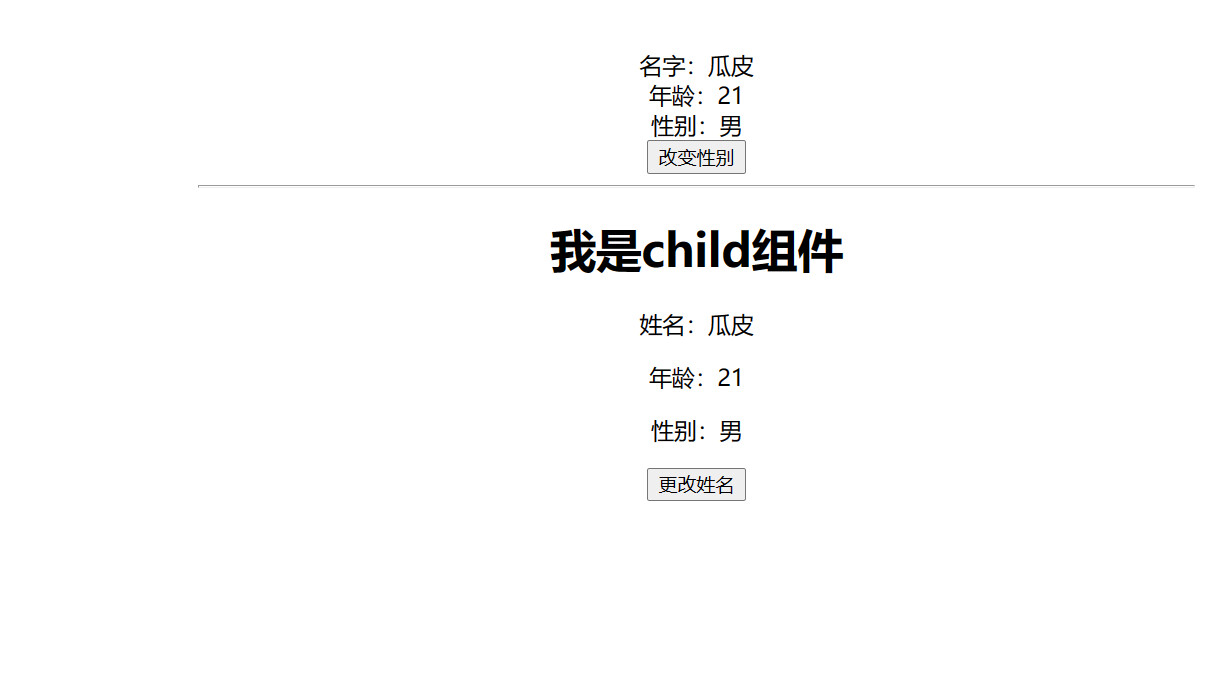 名字：瓜皮
年龄：21
性别：男
改变性别
我是child组件
姓名：瓜皮
年龄：21
性别：男
更改姓名